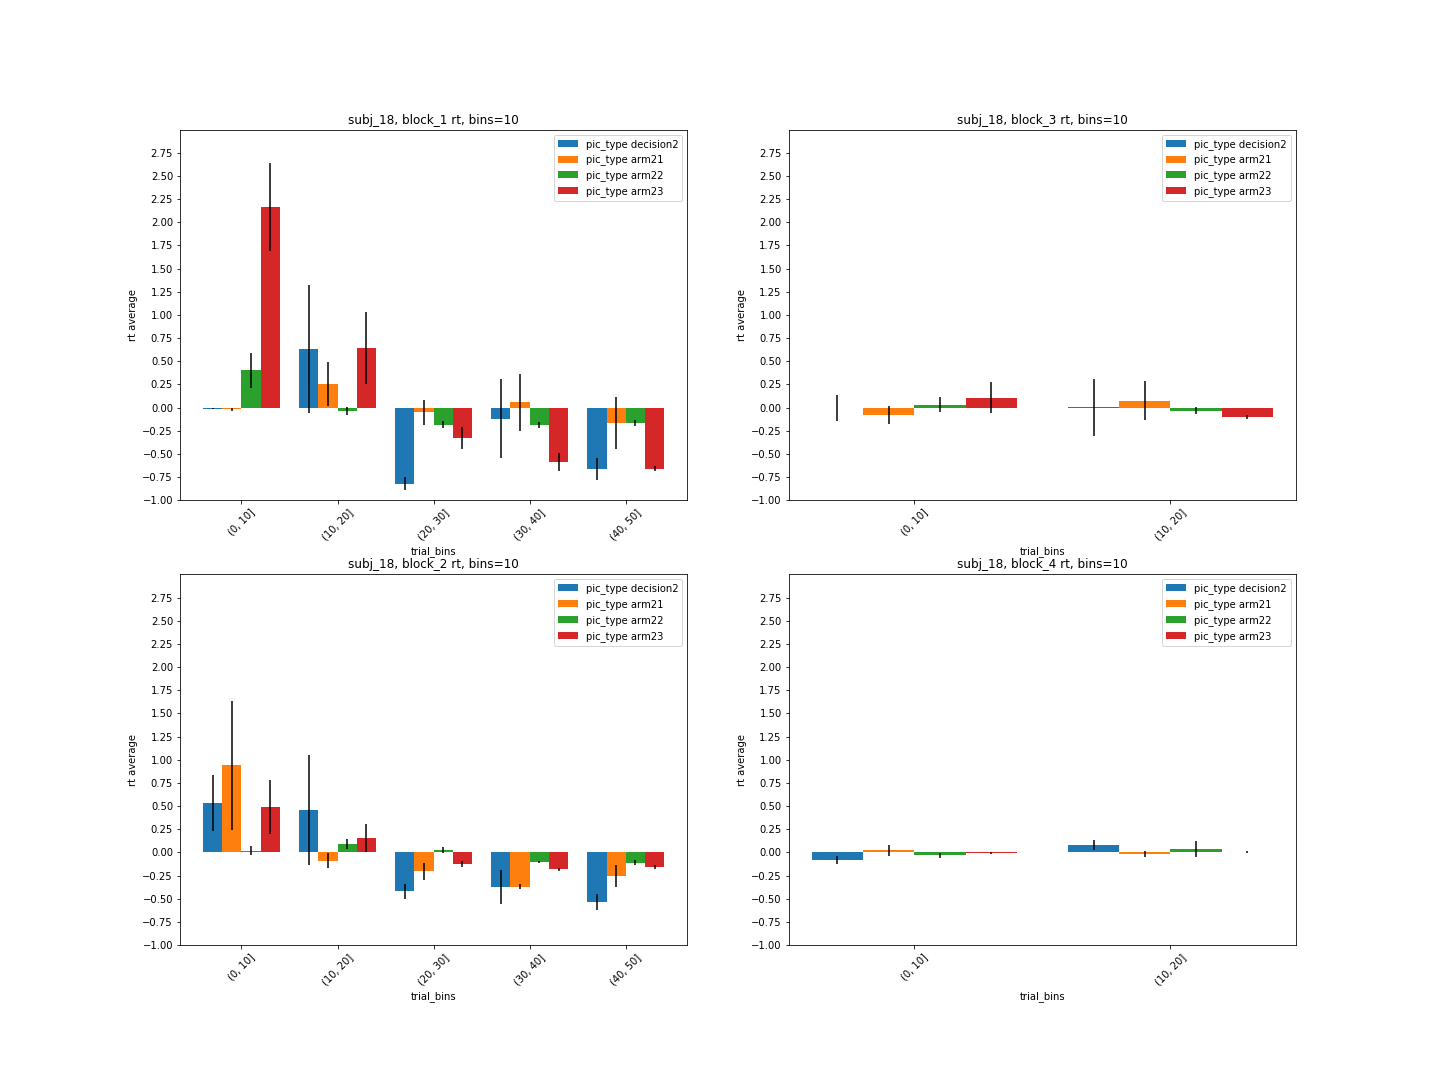 subj_18, block_1 rt, bins=10
pic_type decision2
pic_type arm21
pic_type arm22
pic_type arm23
2.75
2.50
2.25
2.00
1.75
1.50
1.25
1.00
0.75
0.50
0.25
0.00
−0.25
−0.50
−0.75
−1.00
rt average
(0, 10]
(10, 20]
(20, 30]
(30, 40]
(40, 50]
trial_bins
subj_18, block_3 rt, bins=10
pic_type decision2
pic_type arm21
pic_type arm22
pic_type arm23
2.75
2.50
2.25
2.00
1.75
1.50
1.25
1.00
0.75
0.50
0.25
0.00
−0.25
−0.50
−0.75
−1.00
rt average
(0, 10]
(10, 20]
trial_bins
subj_18, block_2 rt, bins=10
pic_type decision2
pic_type arm21
pic_type arm22
pic_type arm23
2.75
2.50
2.25
2.00
1.75
1.50
1.25
1.00
0.75
0.50
0.25
0.00
−0.25
−0.50
−0.75
−1.00
rt average
(0, 10]
(10, 20]
(20, 30]
(30, 40]
(40, 50]
trial_bins
subj_18, block_4 rt, bins=10
pic_type decision2
pic_type arm21
pic_type arm22
pic_type arm23
2.75
2.50
2.25
2.00
1.75
1.50
1.25
1.00
0.75
0.50
0.25
0.00
−0.25
−0.50
−0.75
−1.00
rt average
(0, 10]
(10, 20]
trial_bins